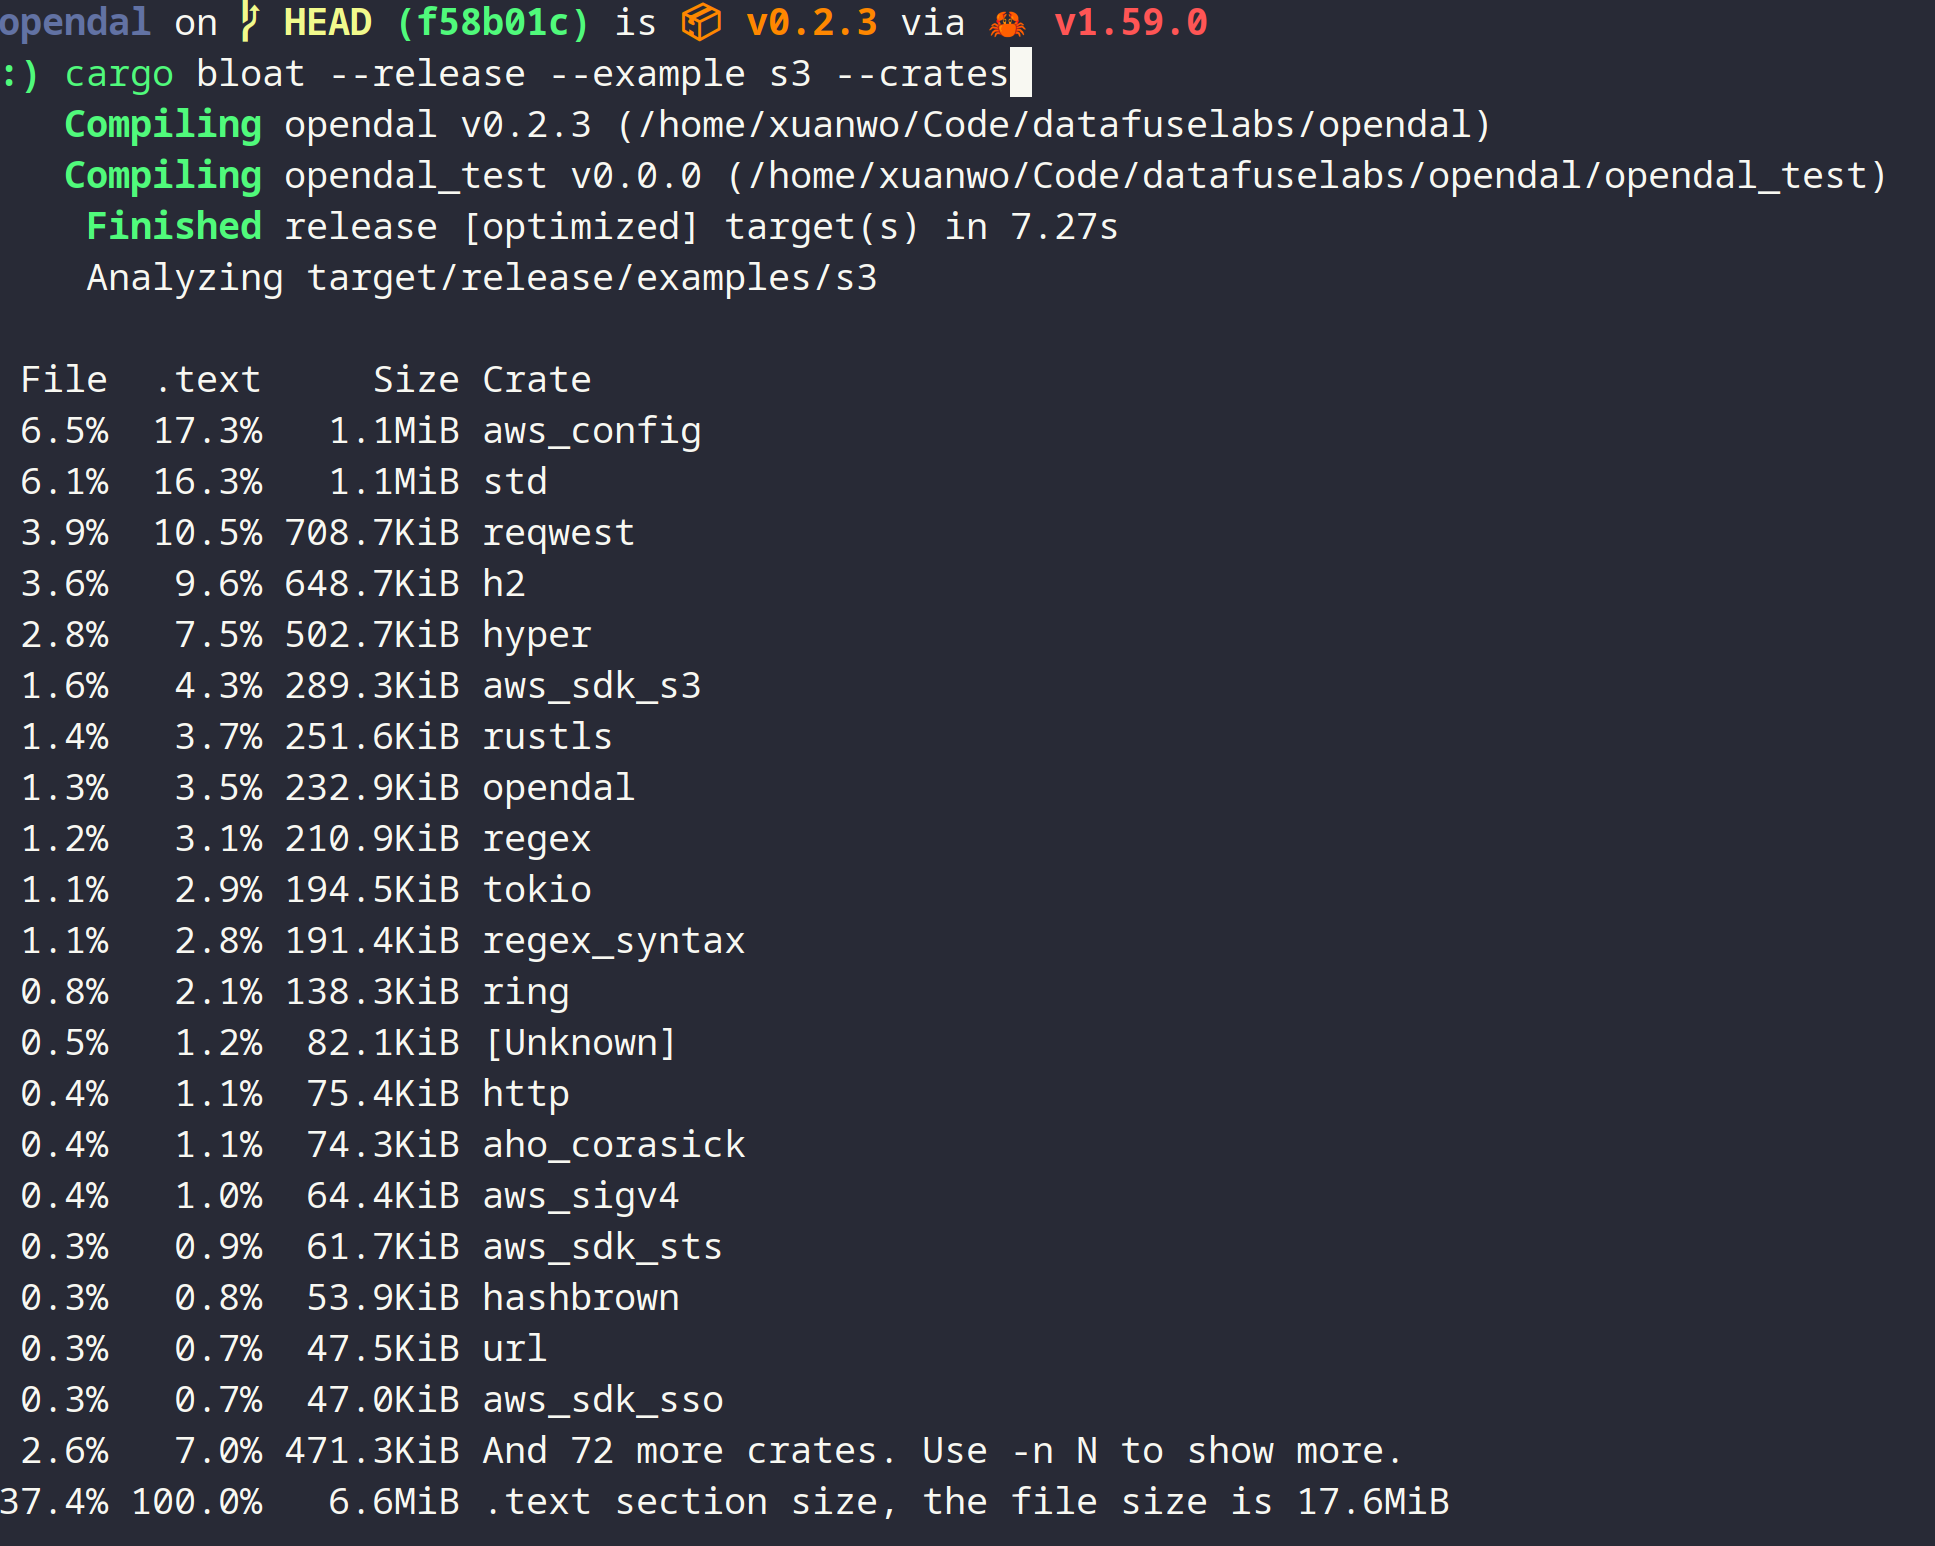 opendal on HEAD (f58b01c) is 📦 v0.2.3 via 🦀 v1.59.0
:) cargo bloat --release --example s3 --crates
Compiling opendal v0.2.3 (/home/xuanwo/Code/datafuselabs/opendal)
Compiling opendal_test v0.0.0 (/home/xuanwo/Code/datafuselabs/opendal/opendal_test)
Finished release [optimized] target(s) in 7.27s
Analyzing target/release/examples/s3
File .text Size Crate
6.5% 17.3% 1.1MiB aws_config
6.1% 16.3% 1.1MiB std
3.9% 10.5% 708.7KiB reqwest
3.6% 9.6% 648.7KiB h2
2.8% 7.5% 502.7KiB hyper
1.6% 4.3% 289.3KiB aws_sdk_s3
1.4% 3.7% 251.6KiB rustls
1.3% 3.5% 232.9KiB opendal
1.2% 3.1% 210.9KiB regex
1.1% 2.9% 194.5KiB tokio
1.1% 2.8% 191.4KiB regex_syntax
0.8% 2.1% 138.3KiB ring
0.5% 1.2% 82.1KiB [Unknown]
0.4% 1.1% 75.4KiB http
0.4% 1.1% 74.3KiB aho_corasick
0.4% 1.0% 64.4KiB aws_sigv4
0.3% 0.9% 61.7KiB aws_sdk_sts
0.3% 0.8% 53.9KiB hashbrown
0.3% 0.7% 47.5KiB url
0.3% 0.7% 47.0KiB aws_sdk_sso
2.6% 7.0% 471.3KiB And 72 more crates. Use -n N to show more.
37.4% 100.0% 6.6MiB .text section size, the file size is 17.6MiB